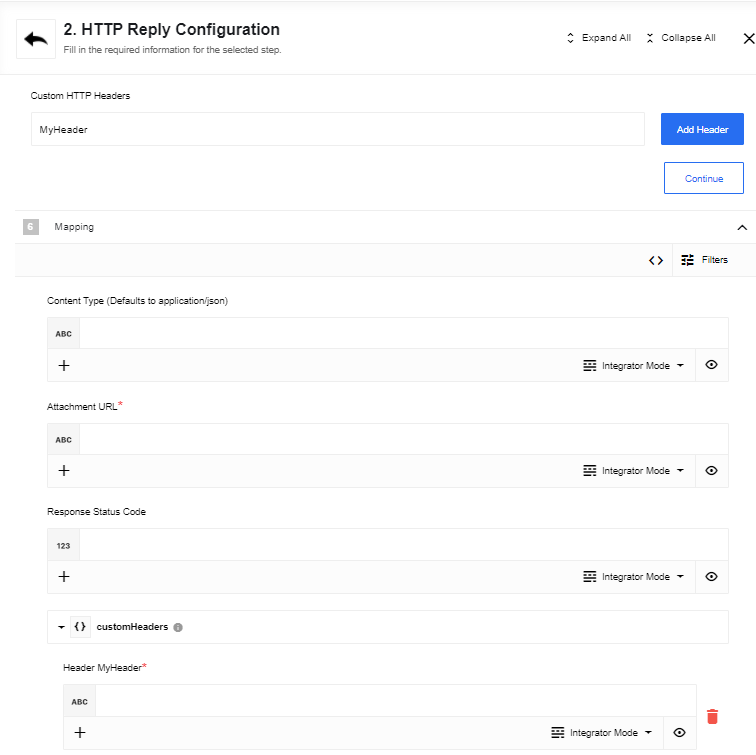 2. HTTP Reply Configuration
Fill in the required information for the selected step.
Expand All
Collapse All
Custom HTTP Headers
MyHeader
Add Header
Continue
6 Mapping
Filters
Content Type (Defaults to application/json)
ABC
Integrator Mode
Attachment URL*
ABC
Integrator Mode
Response Status Code
123
Integrator Mode
{} customHeaders
Header MyHeader*
ABC
Integrator Mode